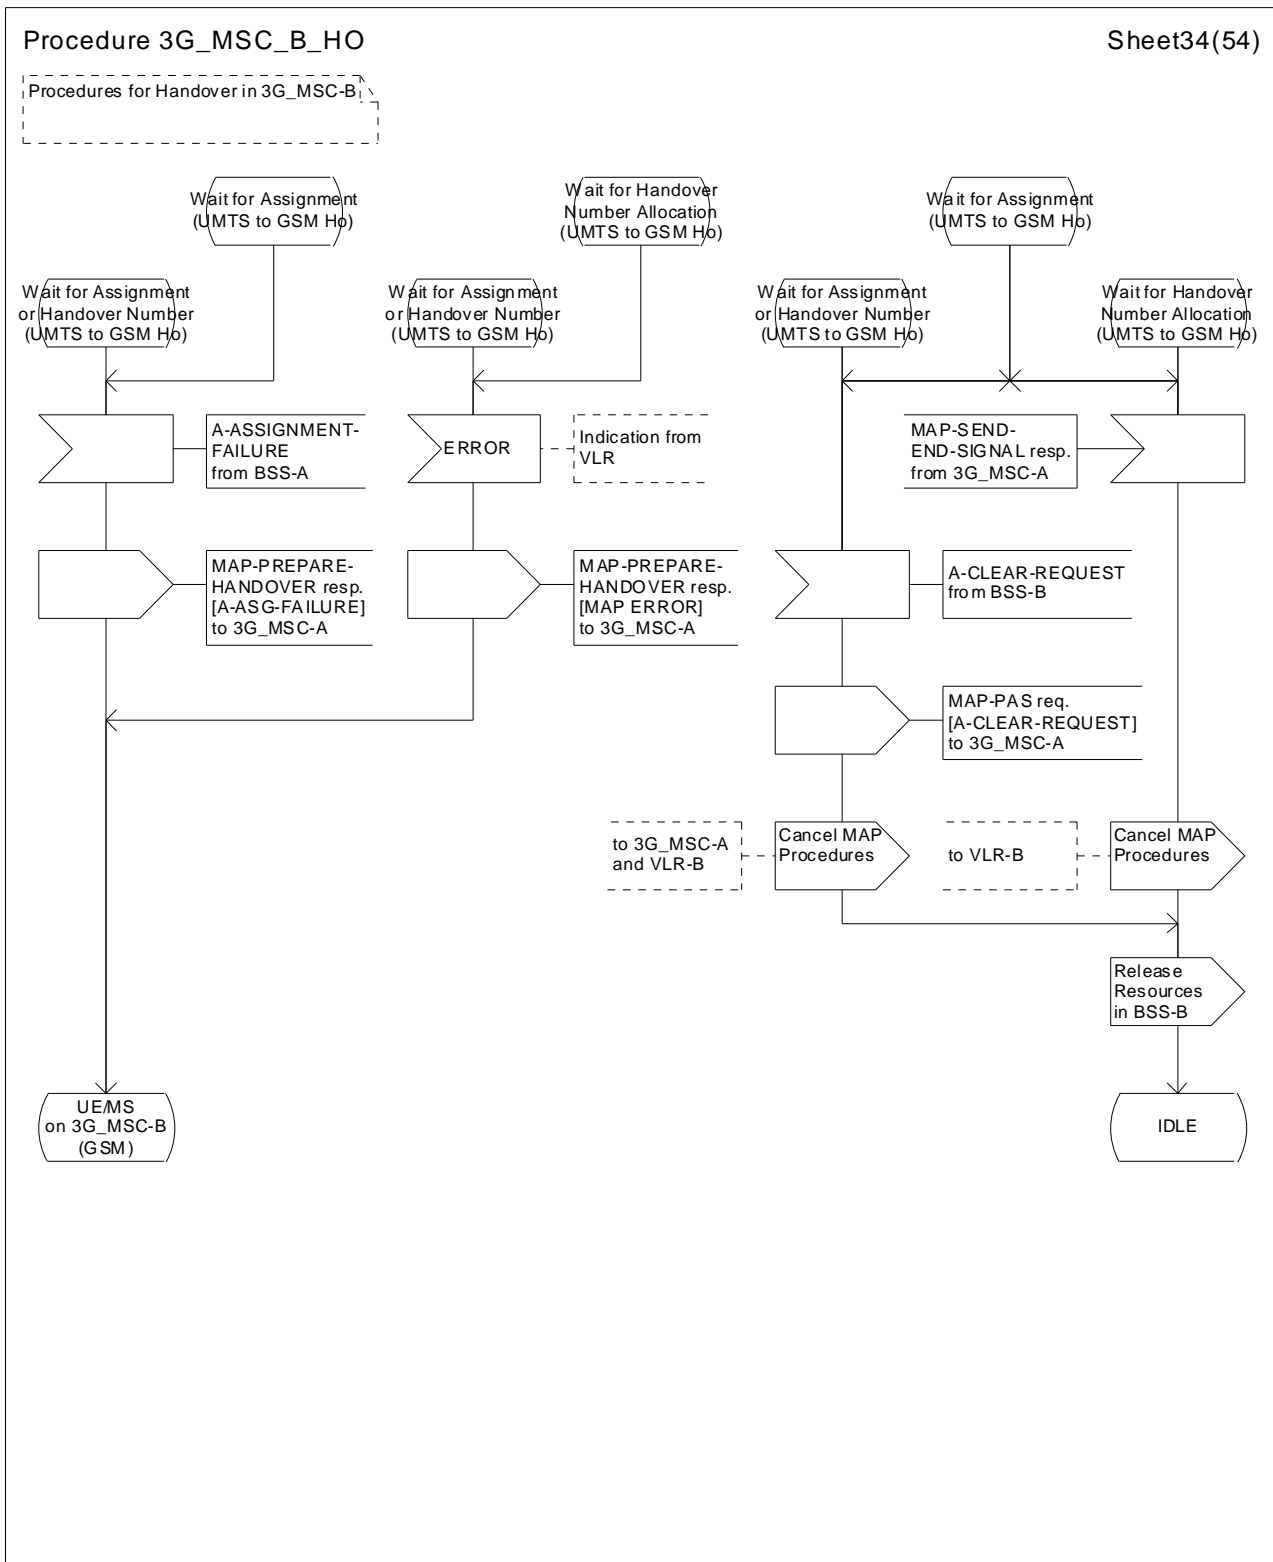 Procedure 3G_MSC_B_HO
Sheet34(54)
Procedures for Handover in 3G_MSC-B
Wait for Assignment
(UMTS to GSM Ho)
Wait for Handover
Number Allocation
(UMTS to GSM Ho)
Wait for Assignment
(UMTS to GSM Ho)
Wait for Assignment
or Handover Number
(UMTS to GSM Ho)
Wait for Assignment
or Handover Number
(UMTS to GSM Ho)
Wait for Assignment
or Handover Number
(UMTS to GSM Ho)
Wait for Handover
Number Allocation
(UMTS to GSM Ho)
A-ASSIGNMENT-
FAILURE
from BSS-A
ERROR
Indication from
VLR
MAP-SEND-
END-SIGNAL resp.
from 3G_MSC-A
MAP-PREPARE-
HANDOVER resp.
[A-ASG-FAILURE]
to 3G_MSC-A
MAP-PREPARE-
HANDOVER resp.
[MAP ERROR]
to 3G_MSC-A
A-CLEAR-REQUEST
from BSS-B
MAP-PAS req.
[A-CLEAR-REQUEST]
to 3G_MSC-A
to 3G_MSC-A
and VLR-B
Cancel MAP
Procedures
to VLR-B
Cancel MAP
Procedures
Release
Resources
in BSS-B
UE/MS
on 3G_MSC-B
(GSM)
IDLE